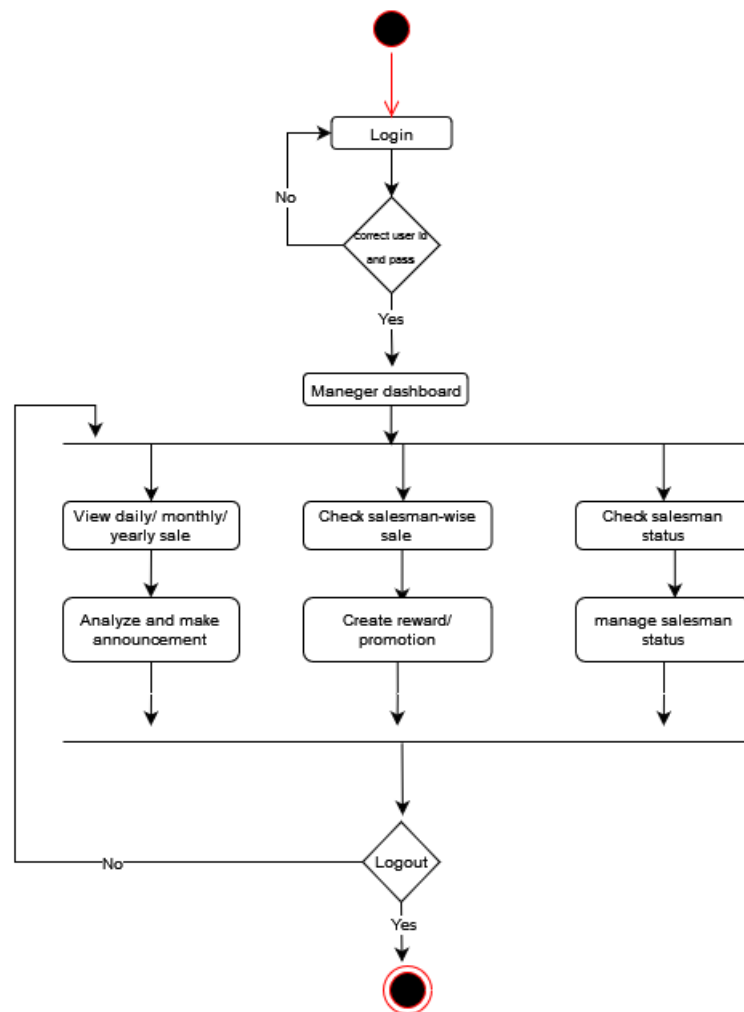 Login
No
correct user id
and pass
Yes
Maneger dashboard
View daily/ monthly/
yearly sale
Check salesman-wise
sale
Check salesman
status
Analyze and make
announcement
Create reward/
promotion
manage salesman
status
Logout
No
Yes